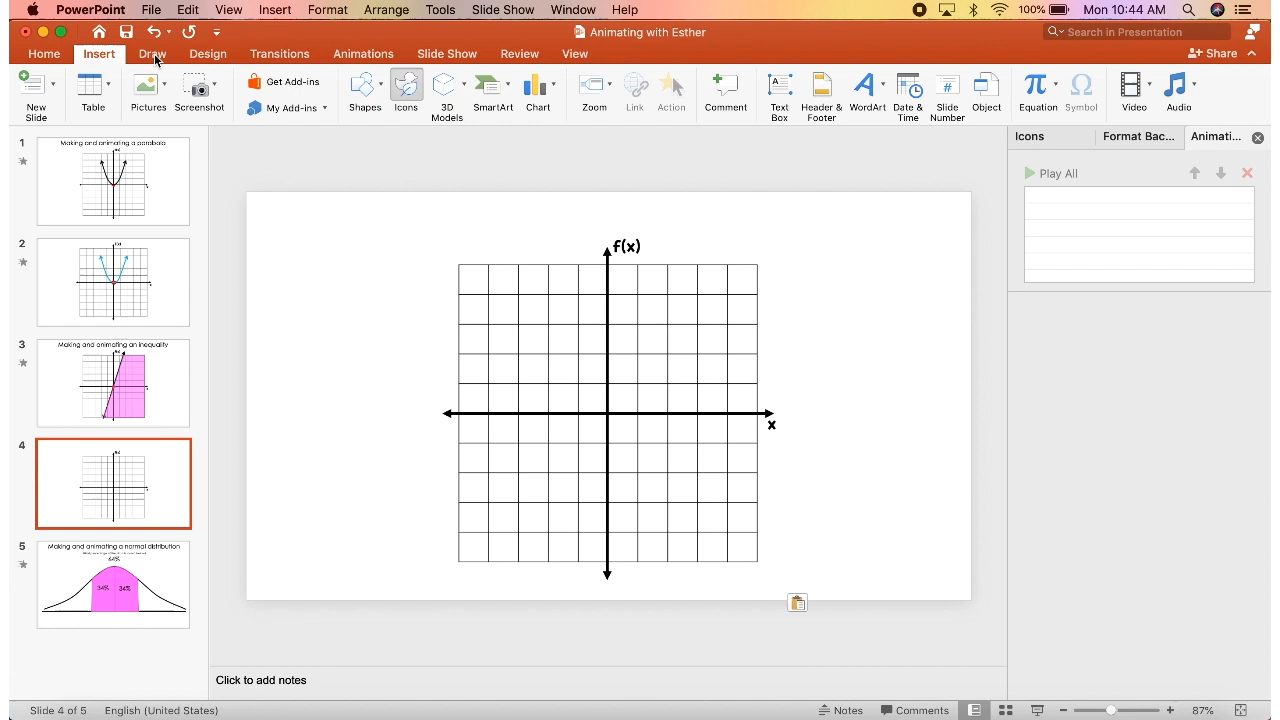 PowerPoint File Edit View Insert Format Arrange Tools Slide Show Window Help 100% Mon 10:44 AM
Animating with Esther
Search in Presentation
Home Insert Draw Design Transitions Animations Slide Show Review View Share
New Slide
Table
Pictures
Screenshot
Get Add-ins
My Add-ins
Shapes
Icons
3D Models
SmartArt
Chart
Zoom
Link
Action
Comment
Text Box
Header & Footer
WordArt
Date & Time
Slide Number
Object
Equation
Symbol
Video
Audio
1
Making and animating a parabola
2
3
Making and animating an inequality
4
5
Making and animating a normal distribution
68%
34% 34%
f(x)
x
Icons Format Bac... Animati...
Play All
Click to add notes
Slide 4 of 5 English (United States) Notes Comments 87%